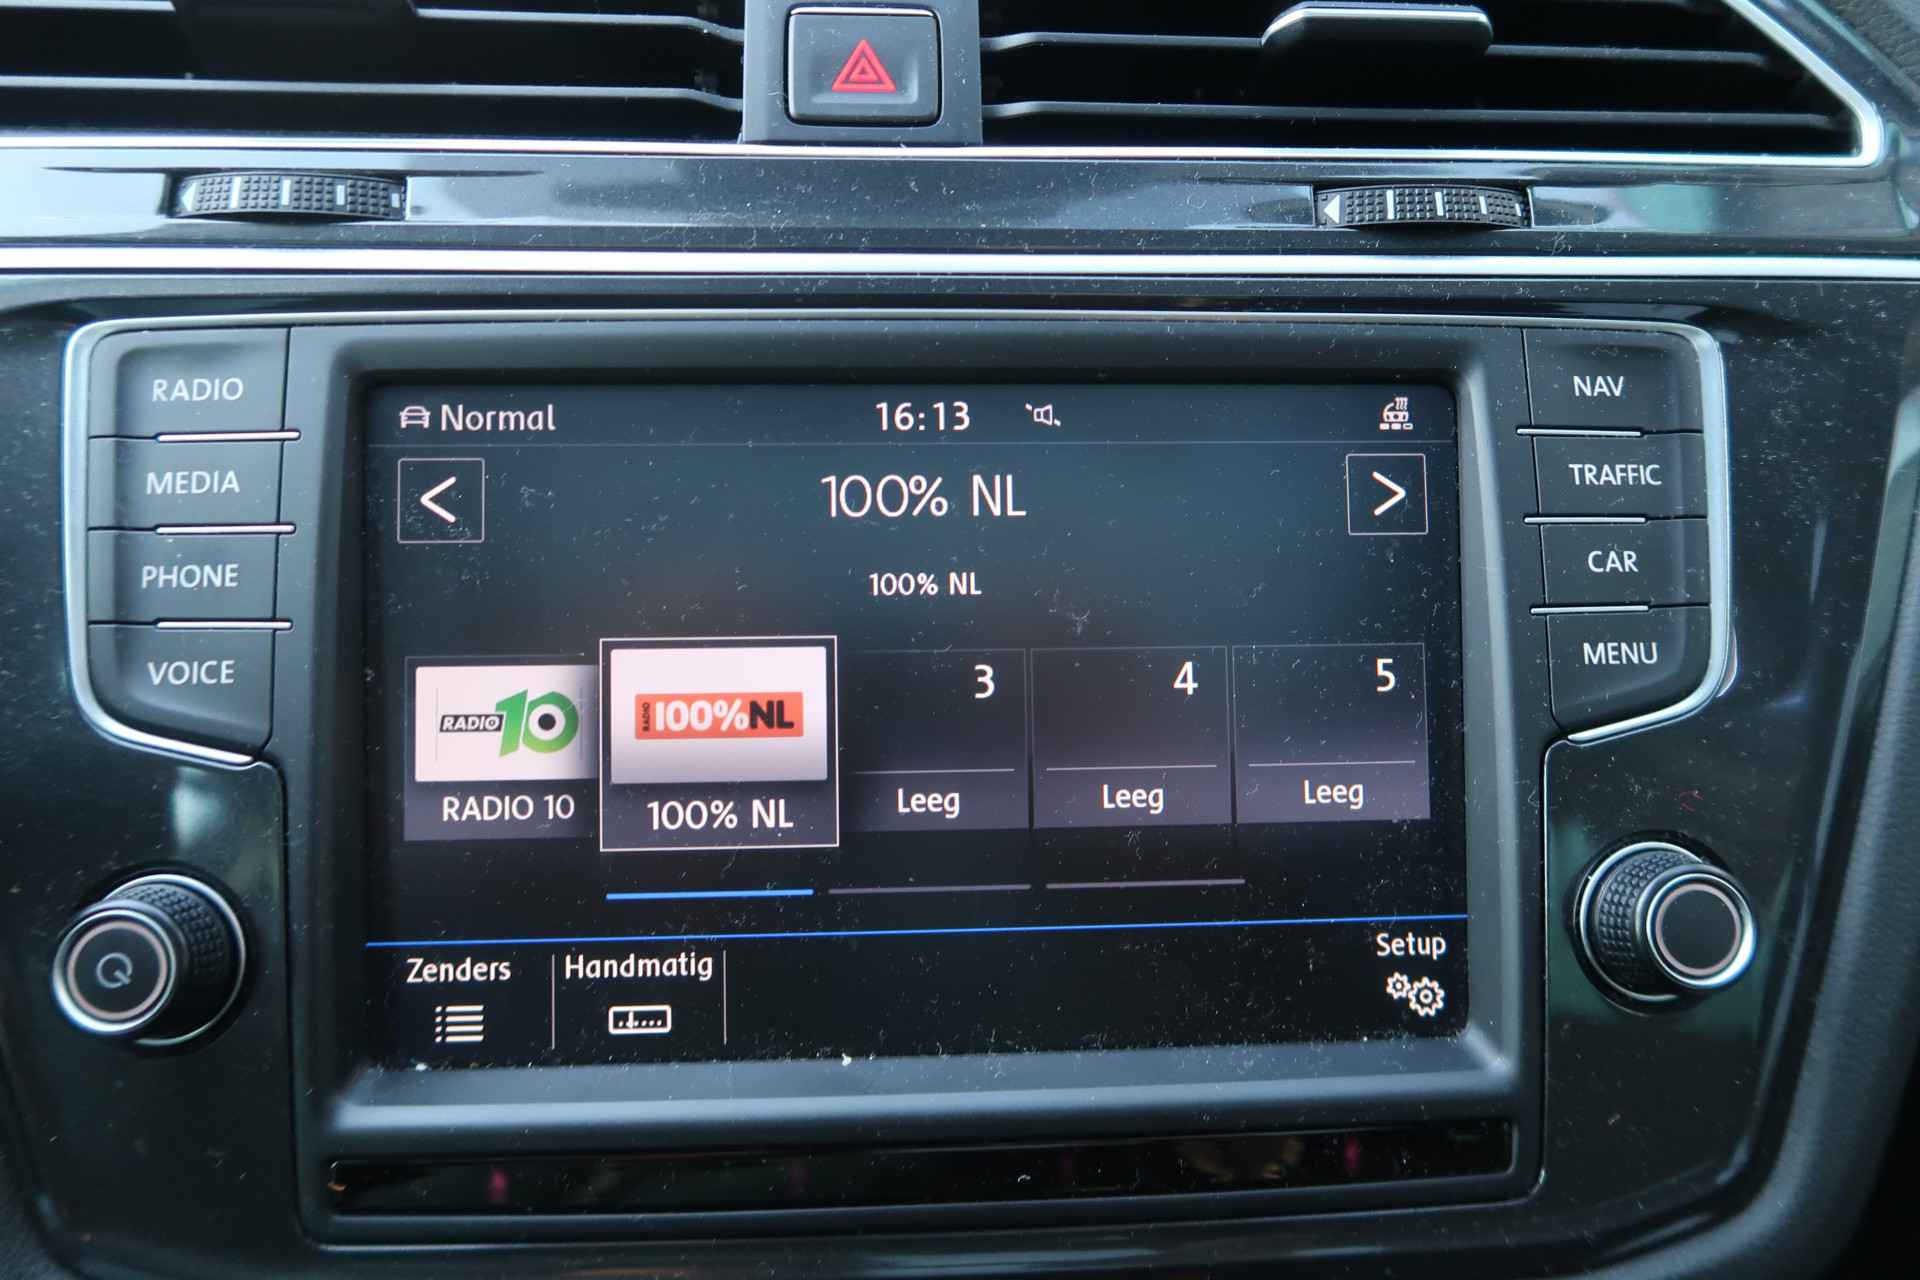 RADIO
MEDIA
PHONE
VOICE
Normal
16:13
100% NL
100% NL
<
>
RADIO 10
RADIO 10
RADIO 100%NL
100% NL
3
Leeg
4
Leeg
5
Leeg
Zenders
Handmatig
Setup
NAV
TRAFFIC
CAR
MENU